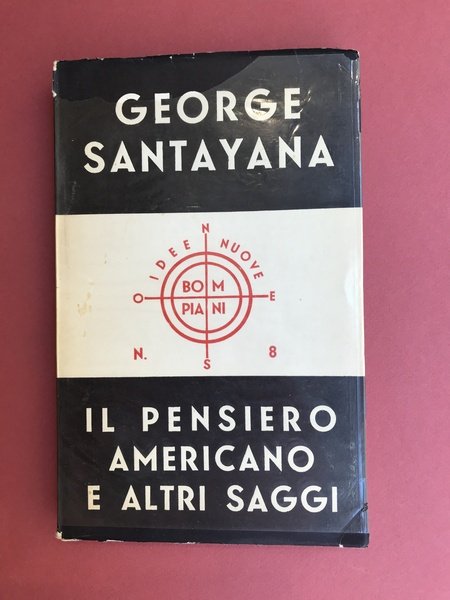 GEORGE
SANTAYANA
N
IDEE NUOVE
BOM
PIANI
O E
N. S 8
IL PENSIERO
AMERICANO
E ALTRI SAGGI